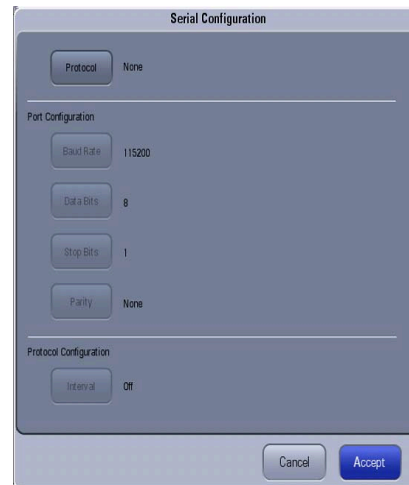 Serial Configuration
Protocol None
Port Configuration
Baud Rate 115200
Data Bits 8
Stop Bits 1
Parity None
Protocol Configuration
Interval Off
Cancel Accept